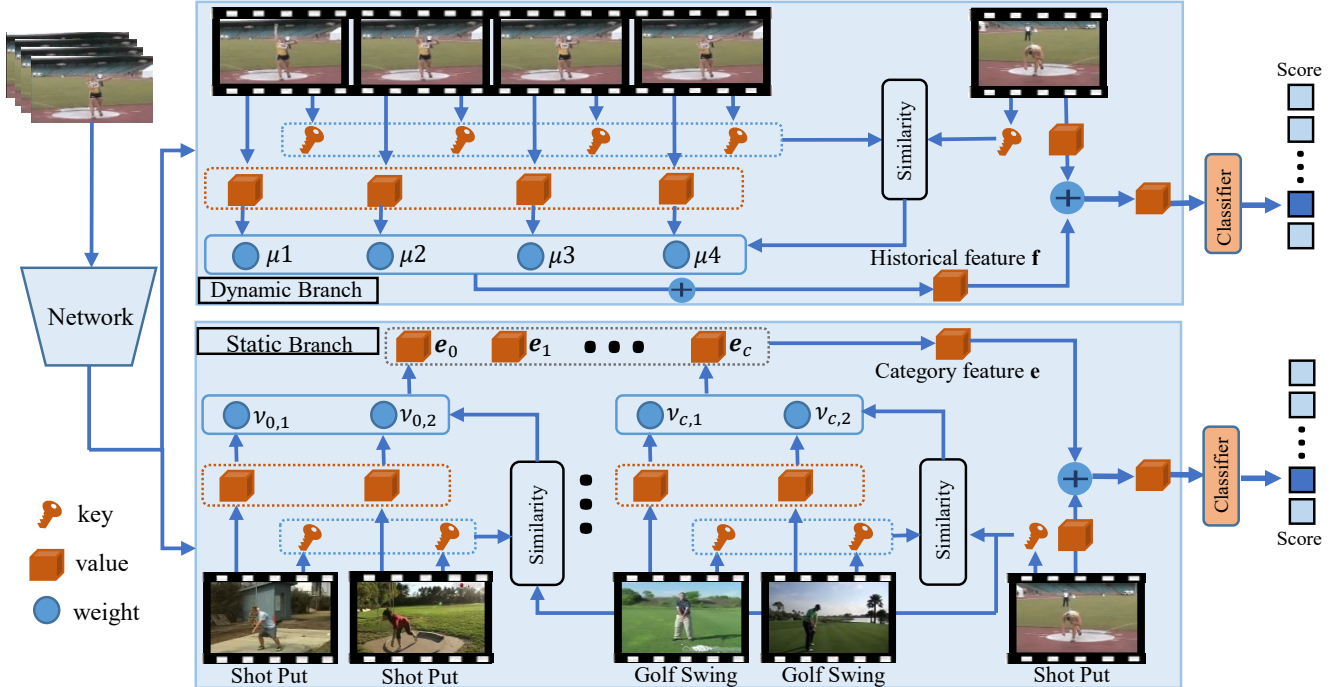 Score
Similarity
Classifier
μ1
μ2
μ3
μ4
Historical feature f
Dynamic Branch
Network
Static Branch
e0
e1
ec
Category feature e
ν0,1
ν0,2
νc,1
νc,2
Similarity
Similarity
Classifier
Score
key
value
weight
Shot Put
Shot Put
Golf Swing
Golf Swing
Shot Put